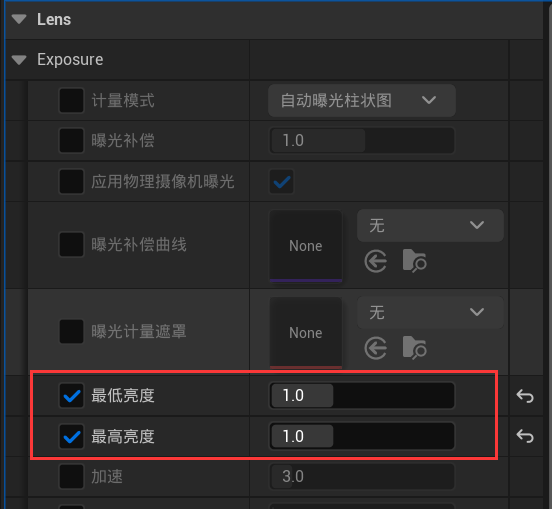 Lens
Exposure
计量模式 自动曝光柱状图
曝光补偿 1.0
应用物理摄像机曝光
曝光补偿曲线 None 无
曝光计量遮罩 None 无
最低亮度 1.0
最高亮度 1.0
加速 3.0